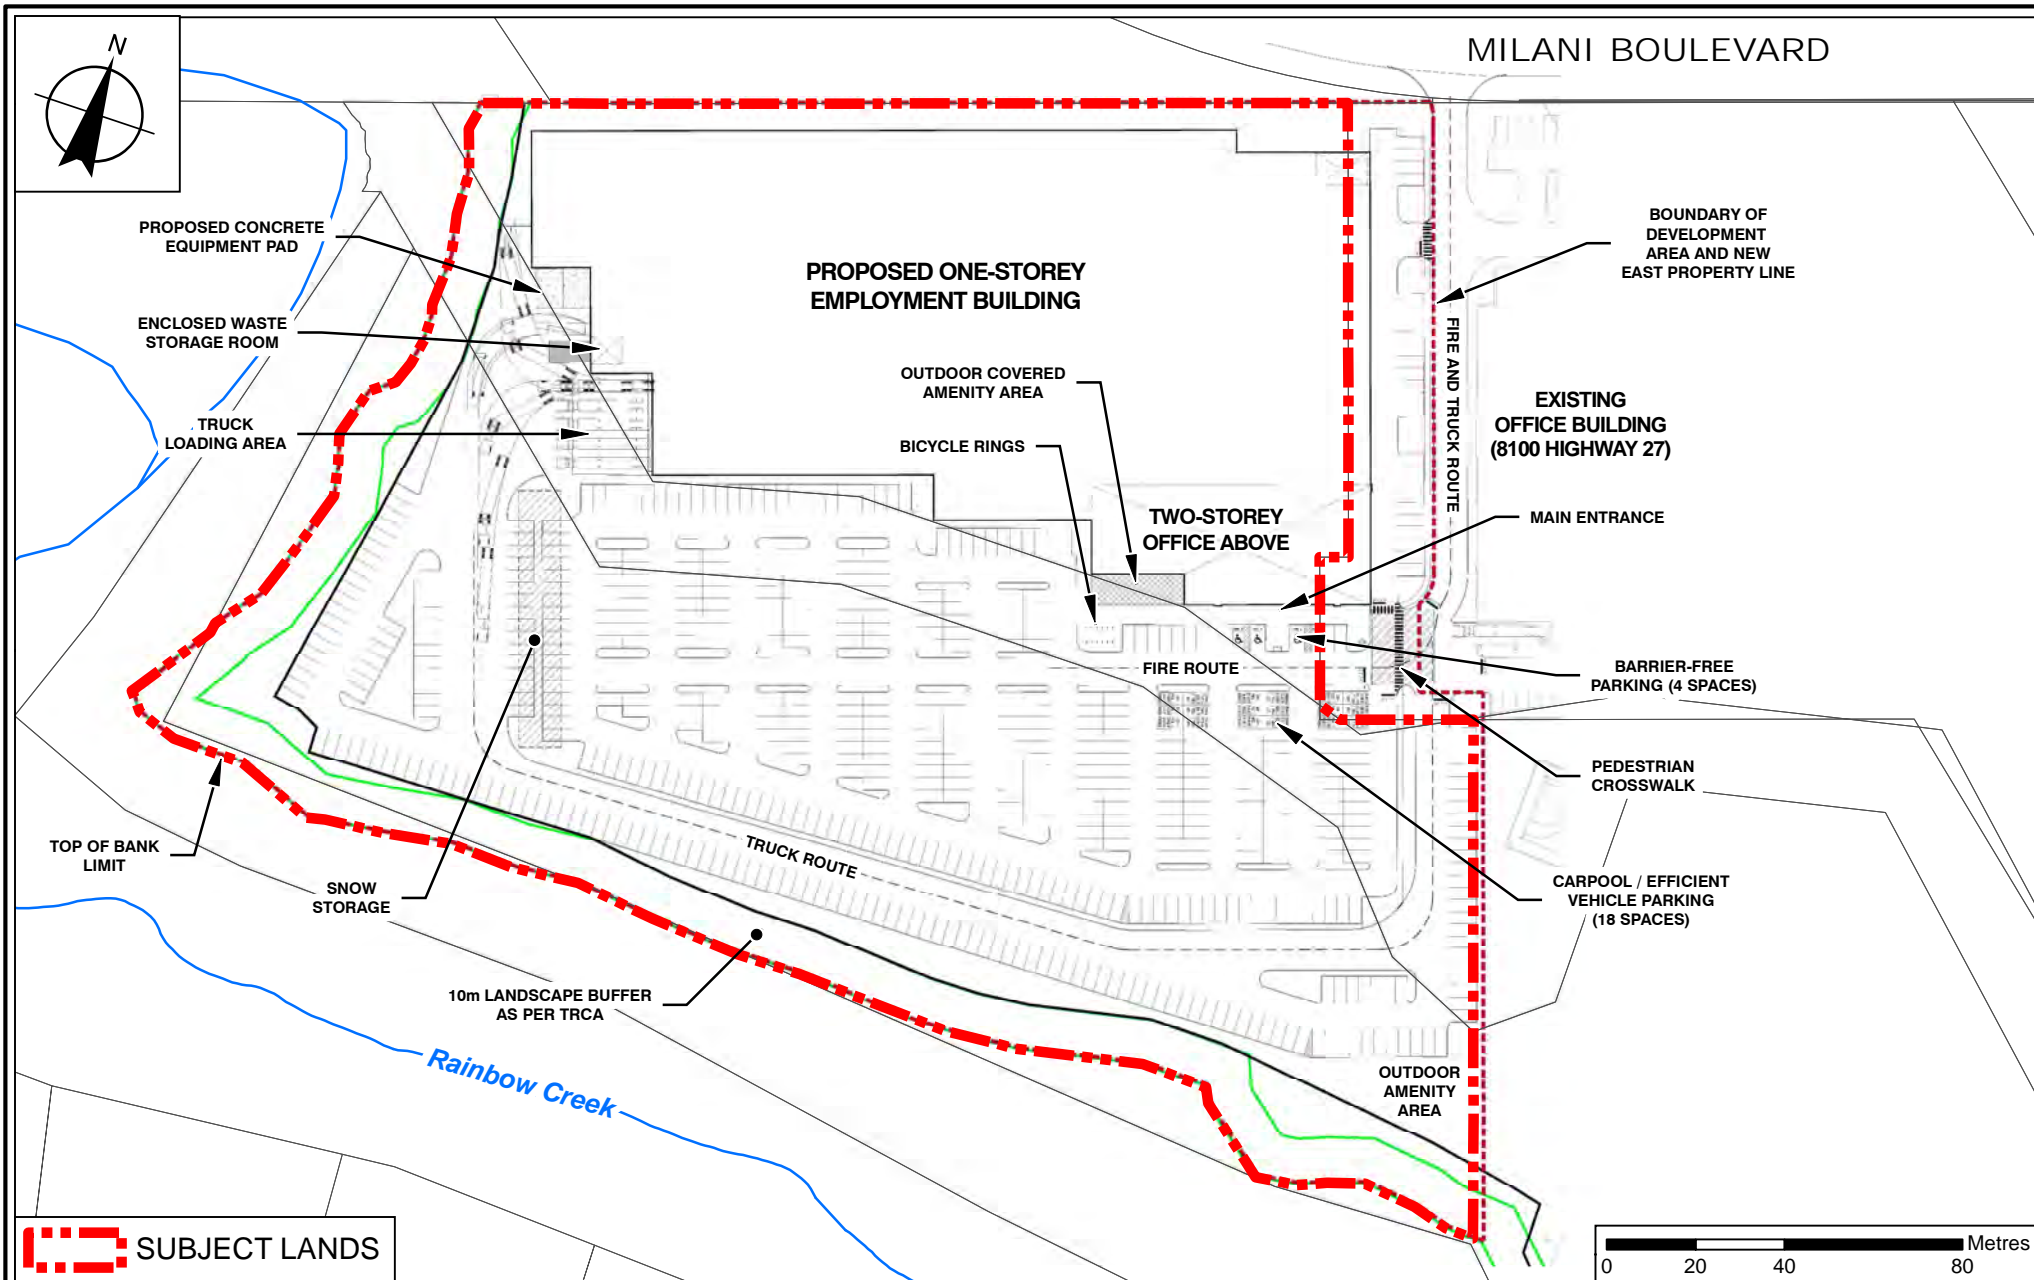 N
MILANI BOULEVARD
PROPOSED CONCRETE
EQUIPMENT PAD
ENCLOSED WASTE
STORAGE ROOM
TRUCK
LOADING AREA
PROPOSED ONE-STOREY
EMPLOYMENT BUILDING
OUTDOOR COVERED
AMENITY AREA
BICYCLE RINGS
TWO-STOREY
OFFICE ABOVE
BOUNDARY OF
DEVELOPMENT
AREA AND NEW
EAST PROPERTY LINE
FIRE AND TRUCK ROUTE
EXISTING
OFFICE BUILDING
(8100 HIGHWAY 27)
MAIN ENTRANCE
FIRE ROUTE
BARRIER-FREE
PARKING (4 SPACES)
PEDESTRIAN
CROSSWALK
CARPOOL / EFFICIENT
VEHICLE PARKING
(18 SPACES)
TRUCK ROUTE
TOP OF BANK
LIMIT
SNOW
STORAGE
10m LANDSCAPE BUFFER
AS PER TRCA
Rainbow Creek
OUTDOOR
AMENITY
AREA
SUBJECT LANDS
Metres
0 20 40 80